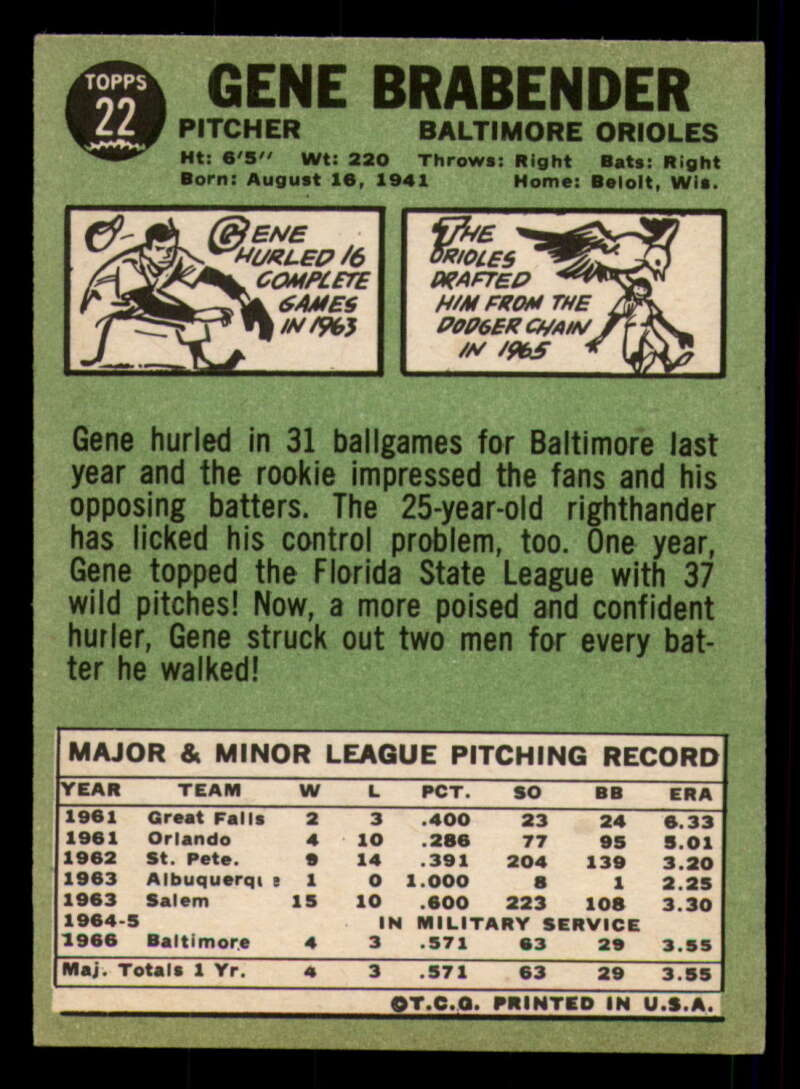 TOPPS
22
GENE BRABENDER
PITCHER BALTIMORE ORIOLES
Ht: 6'5" Wt: 220 Throws: Right Bats: Right
Born: August 16, 1941 Home: Beloit, Wis.
GENE
HURLED 16
COMPLETE
GAMES
IN 1963
THE
ORIOLES
DRAFTED
HIM FROM THE
DODGER CHAIN
IN 1965
Gene hurled in 31 ballgames for Baltimore last
year and the rookie impressed the fans and his
opposing batters. The 25-year-old righthander
has licked his control problem, too. One year,
Gene topped the Florida State League with 37
wild pitches! Now, a more poised and confident
hurler, Gene struck out two men for every bat-
ter he walked!
MAJOR & MINOR LEAGUE PITCHING RECORD
YEAR TEAM W L PCT. SO BB ERA
1961 Great Falls 2 3 .400 23 24 6.33
1961 Orlando 4 10 .286 77 95 5.01
1962 St. Pete. 9 14 .391 204 139 3.20
1963 Albuquerque 1 0 1.000 8 1 2.25
1963 Salem 15 10 .600 223 108 3.30
1964-5 IN MILITARY SERVICE
1966 Baltimore 4 3 .571 63 29 3.55
Maj. Totals 1 Yr. 4 3 .571 63 29 3.55
©T.C.G. PRINTED IN U.S.A.